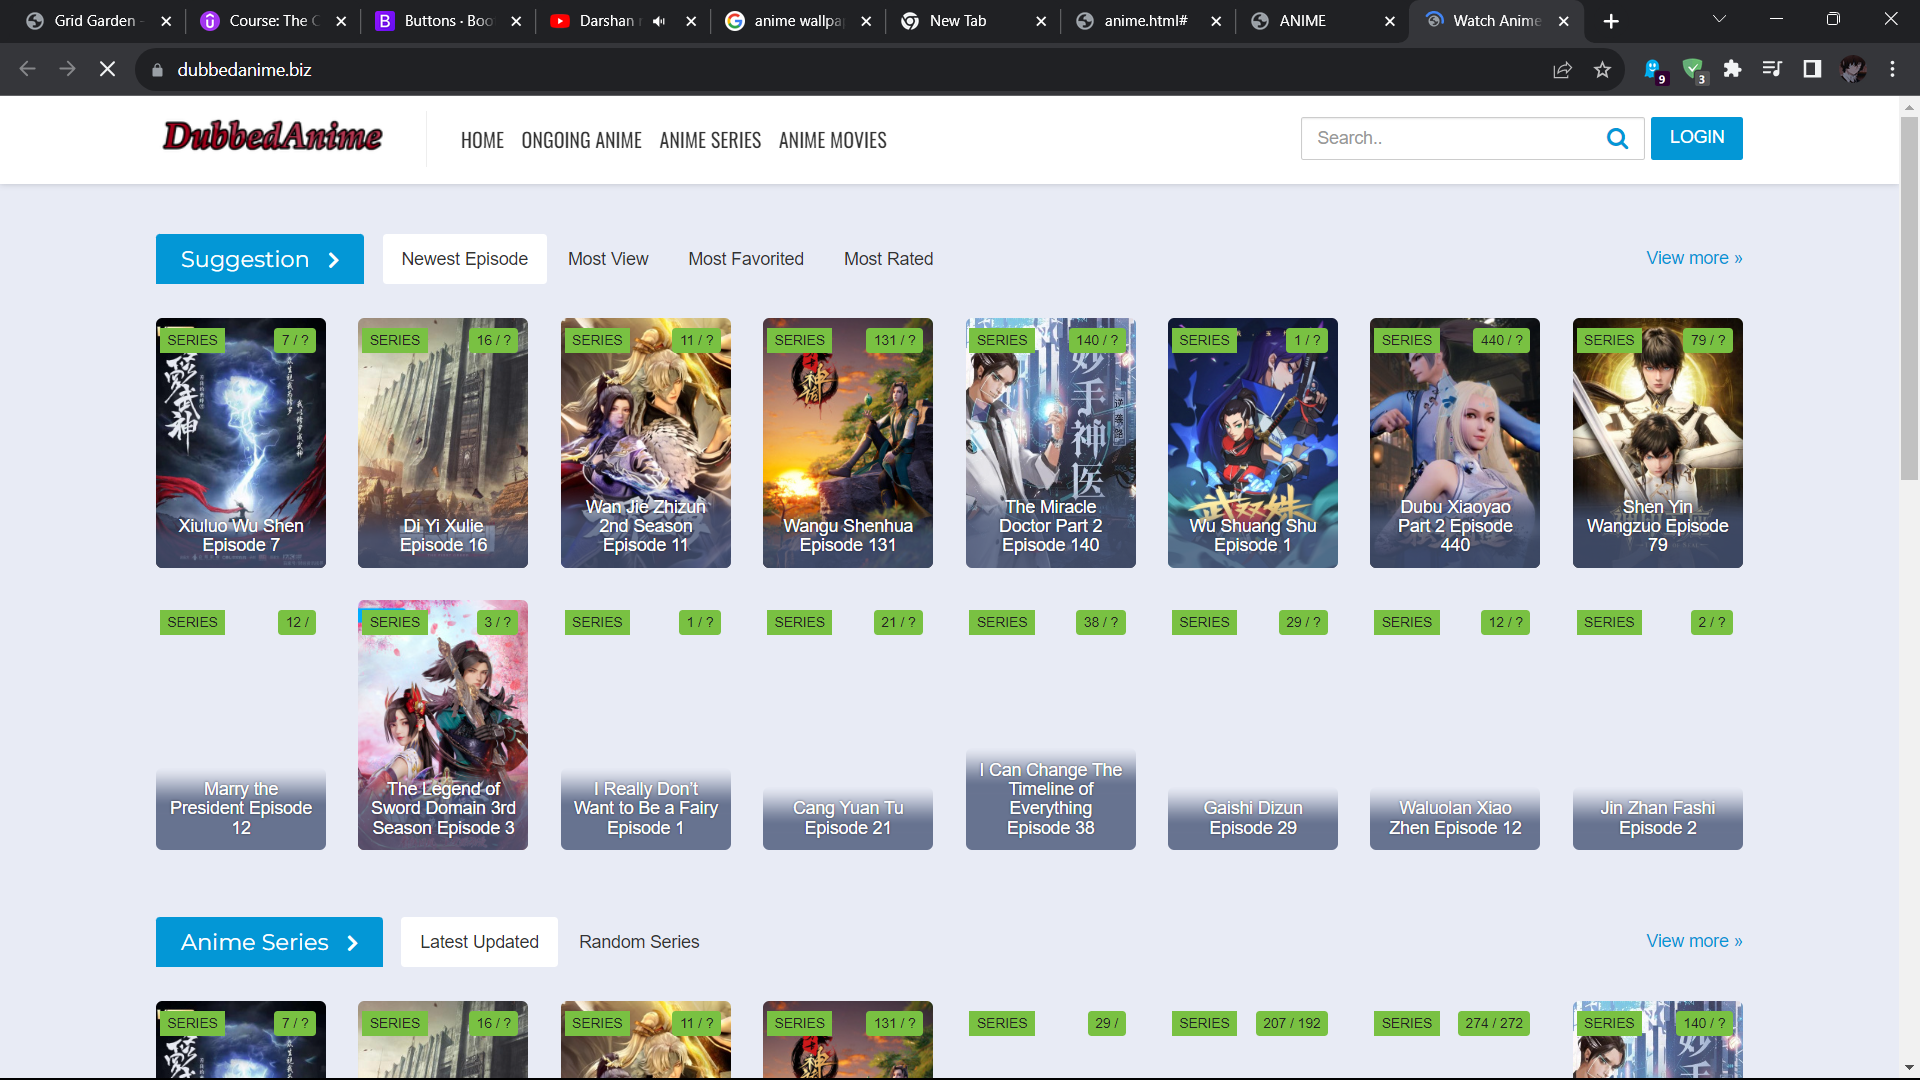 Grid Garden -
Course: The C
Buttons · Boo
Darshan r
anime wallpa
New Tab
anime.html#
ANIME
Watch Anime
dubbedanime.biz
9
3
DubbedAnime
HOME
ONGOING ANIME
ANIME SERIES
ANIME MOVIES
Search..
LOGIN
Suggestion
Newest Episode
Most View
Most Favorited
Most Rated
View more »
SERIES
7 / ?
Xiuluo Wu Shen
Episode 7
SERIES
16 / ?
Di Yi Xulie
Episode 16
SERIES
11 / ?
Wan Jie Zhizun
2nd Season
Episode 11
SERIES
131 / ?
Wangu Shenhua
Episode 131
SERIES
140 / ?
妙手神医
The Miracle
Doctor Part 2
Episode 140
SERIES
1 / ?
Wu Shuang Shu
Episode 1
SERIES
440 / ?
Dubu Xiaoyao
Part 2 Episode
440
SERIES
79 / ?
Shen Yin
Wangzuo Episode
79
SERIES
12 /
Marry the
President Episode
12
SERIES
3 / ?
The Legend of
Sword Domain 3rd
Season Episode 3
SERIES
1 / ?
I Really Don't
Want to Be a Fairy
Episode 1
SERIES
21 / ?
Cang Yuan Tu
Episode 21
SERIES
38 / ?
I Can Change The
Timeline of
Everything
Episode 38
SERIES
29 / ?
Gaishi Dizun
Episode 29
SERIES
12 / ?
Waluolan Xiao
Zhen Episode 12
SERIES
2 / ?
Jin Zhan Fashi
Episode 2
Anime Series
Latest Updated
Random Series
View more »
SERIES
7 / ?
SERIES
16 / ?
SERIES
11 / ?
SERIES
131 / ?
SERIES
29 /
SERIES
207 / 192
SERIES
274 / 272
SERIES
140 / ?